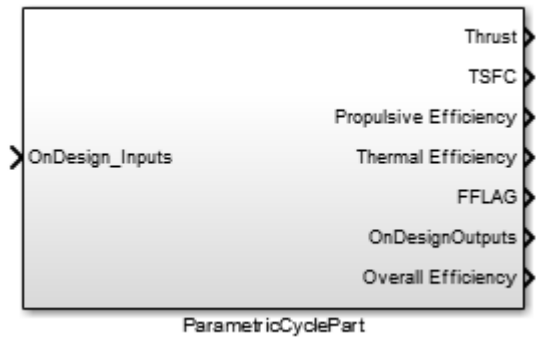 Thrust
TSFC
Propulsive Efficiency
OnDesign_Inputs
Thermal Efficiency
FFLAG
OnDesignOutputs
Overall Efficiency
ParametricCyclePart